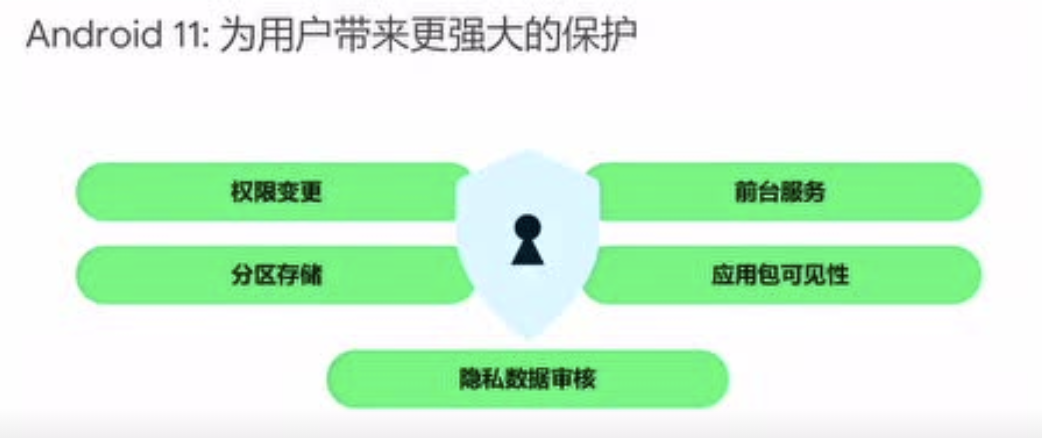 Android 11: 为用户带来更强大的保护
权限变更
前台服务
分区存储
应用包可见性
隐私数据审核